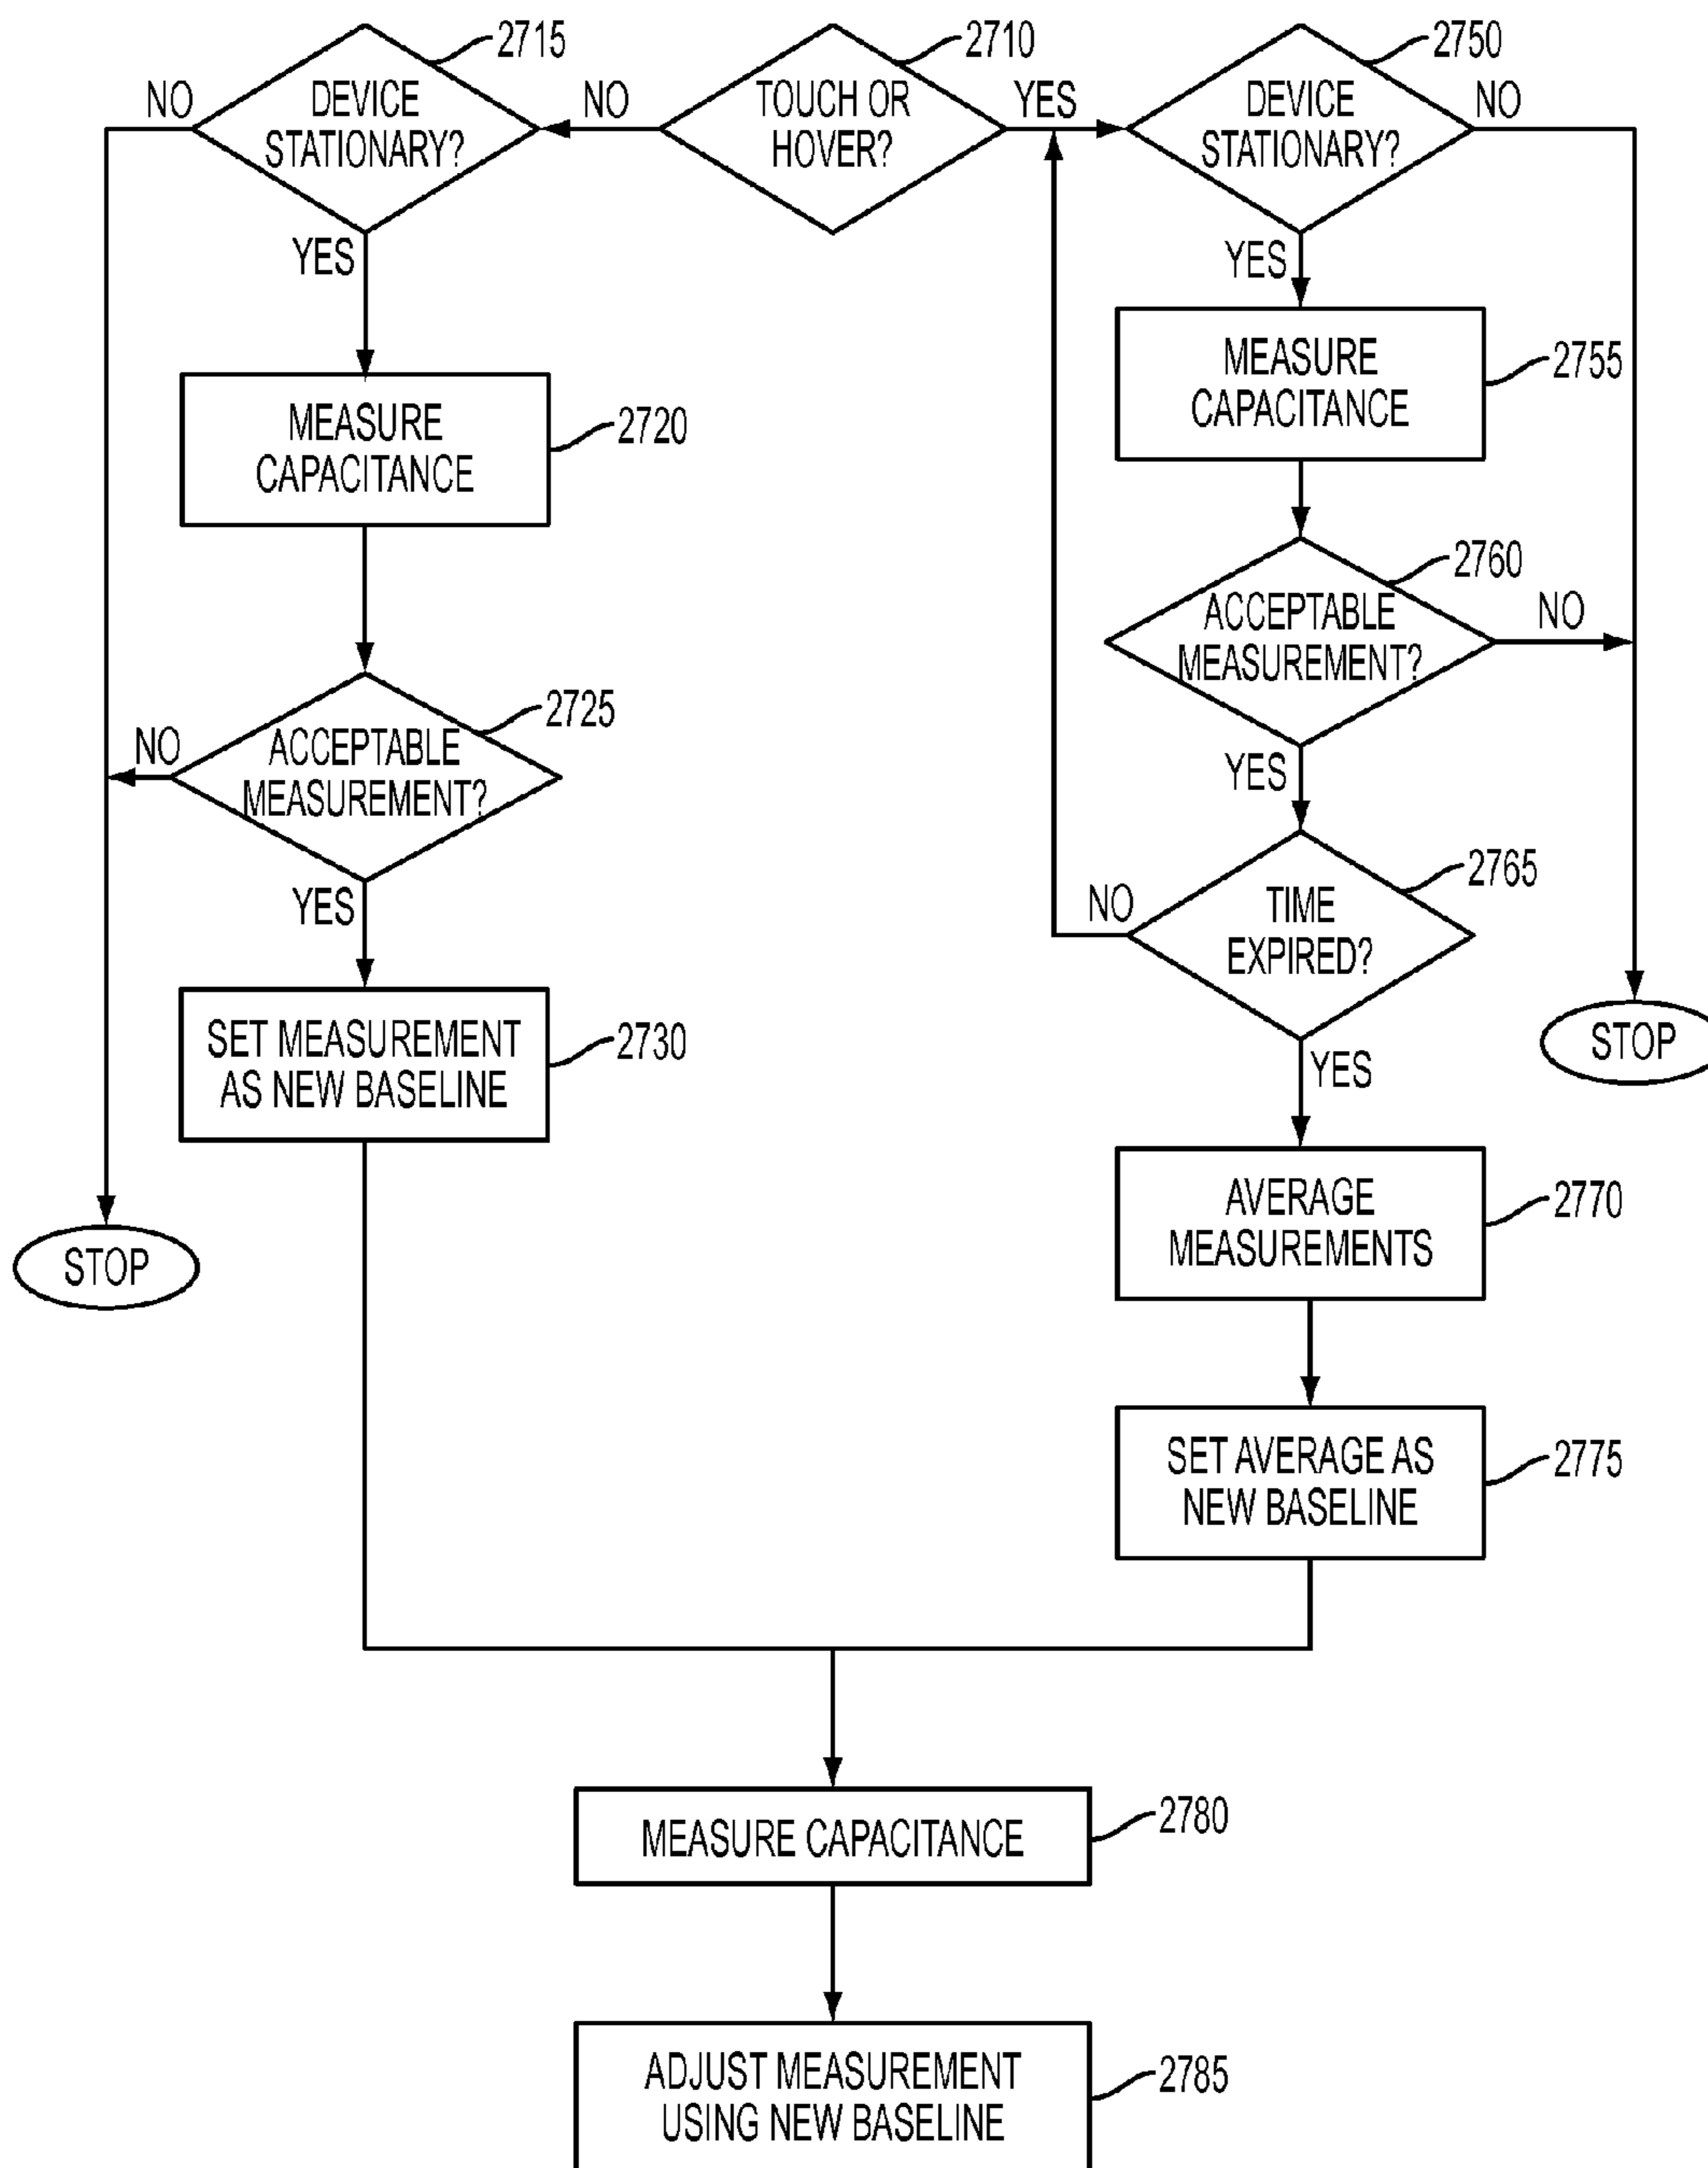 2715
2710
2750
NO
DEVICE
STATIONARY?
NO
TOUCH OR
HOVER?
YES
DEVICE
STATIONARY?
NO
YES
YES
MEASURE
CAPACITANCE
2755
MEASURE
CAPACITANCE
2720
2760
ACCEPTABLE
MEASUREMENT?
NO
2725
NO
ACCEPTABLE
MEASUREMENT?
YES
YES
2765
NO
TIME
EXPIRED?
SET MEASUREMENT
AS NEW BASELINE
2730
STOP
YES
AVERAGE
MEASUREMENTS
2770
STOP
SET AVERAGE AS
NEW BASELINE
2775
MEASURE CAPACITANCE
2780
ADJUST MEASUREMENT
USING NEW BASELINE
2785